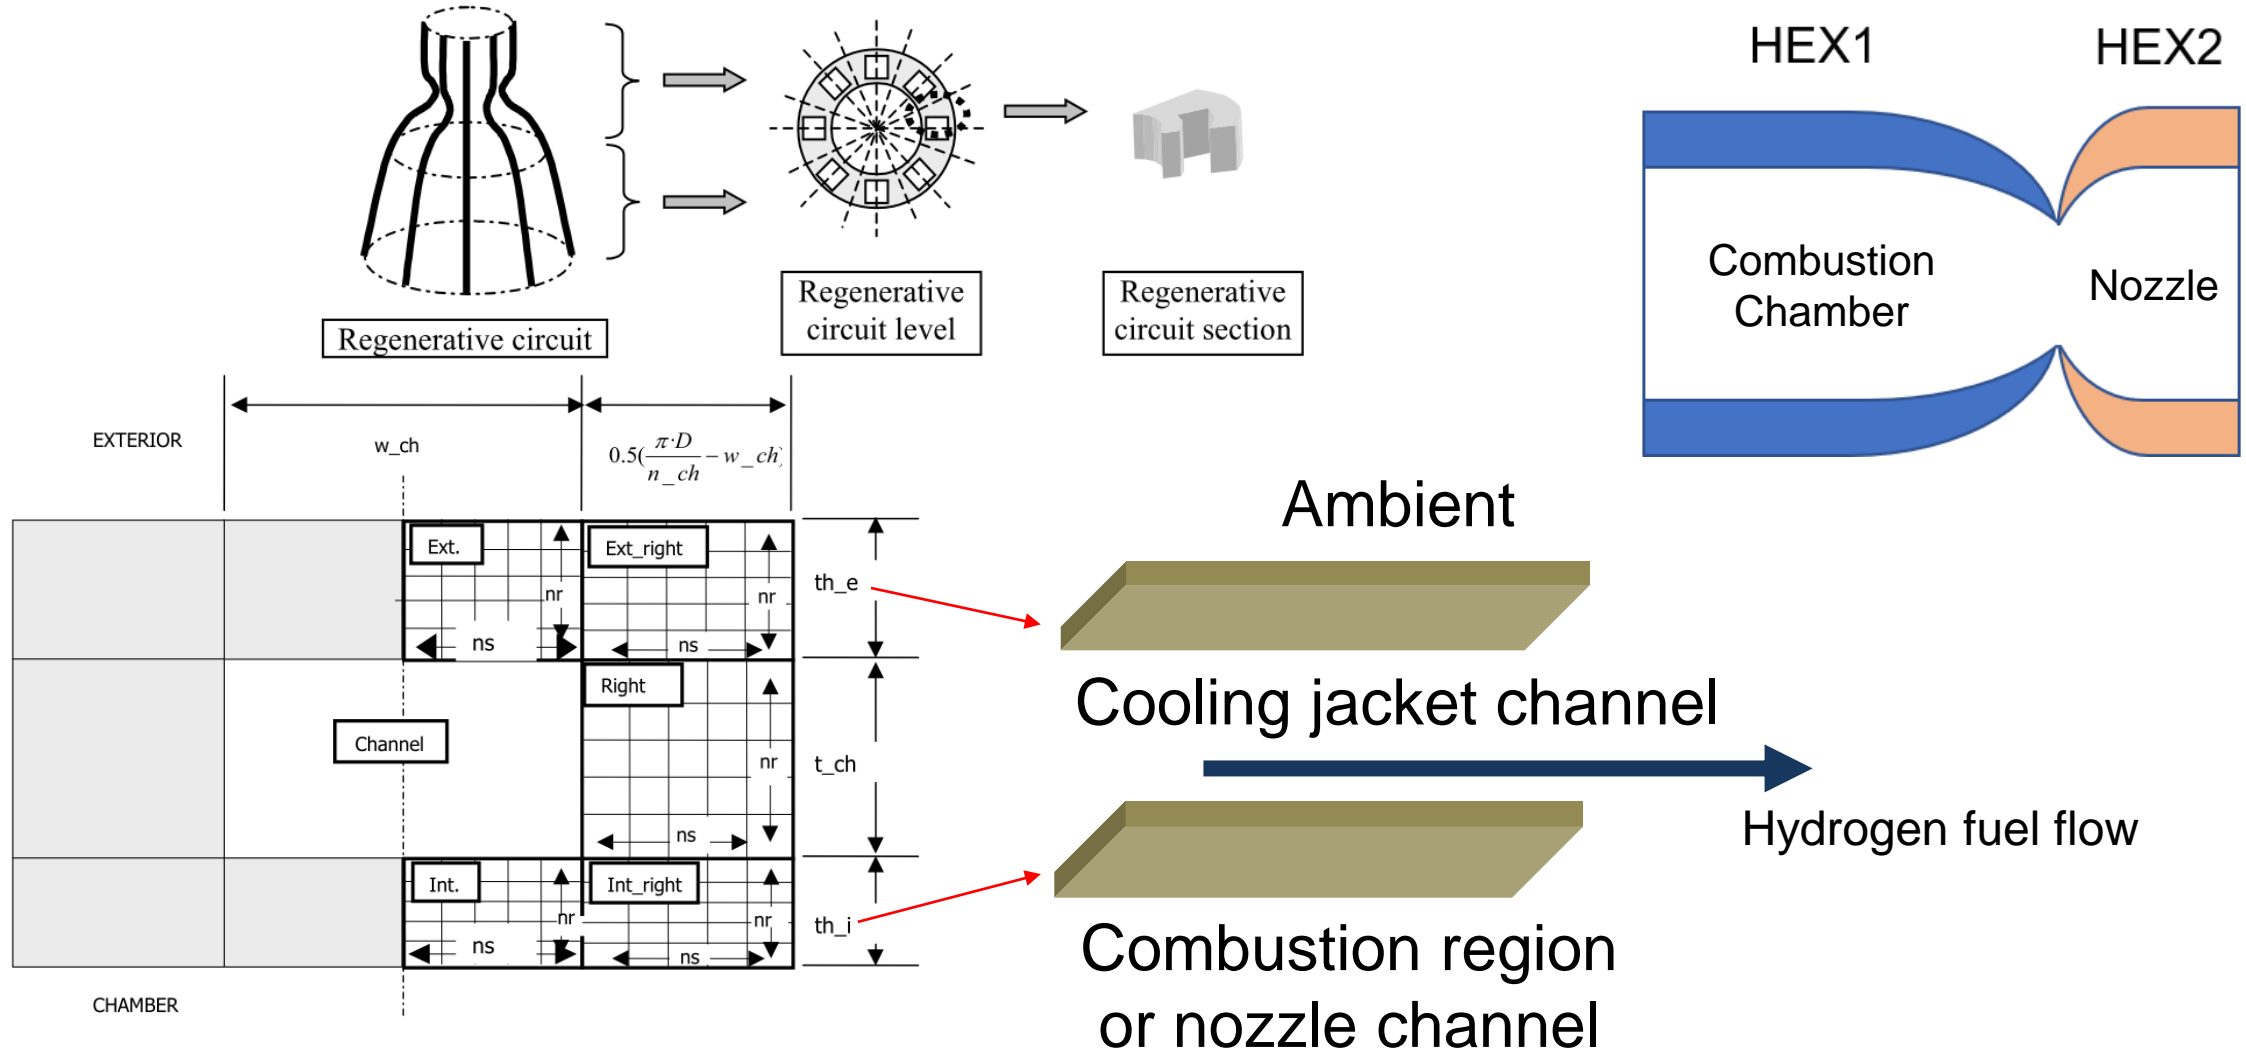 HEX1
HEX2
Combustion
Chamber
Nozzle
Regenerative circuit
Regenerative
circuit level
Regenerative
circuit section
EXTERIOR
w_ch
0.5(π·D/n_ch − w_ch)
Ext.
nr
ns
Ext_right
nr
ns
th_e
Right
nr
ns
Channel
t_ch
Int.
nr
ns
Int_right
nr
ns
th_i
CHAMBER
Ambient
Cooling jacket channel
Hydrogen fuel flow
Combustion region
or nozzle channel